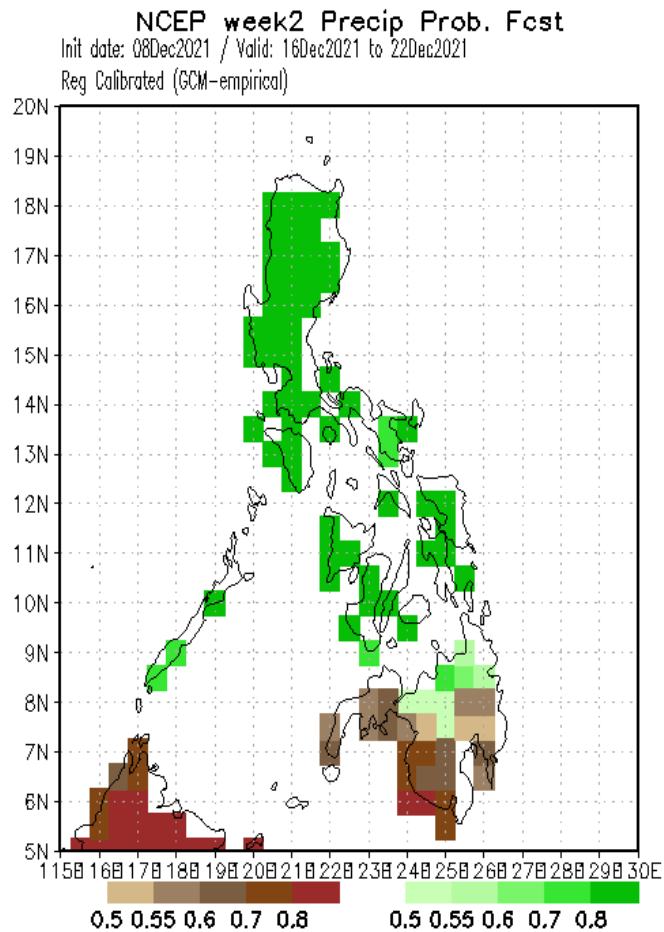 NCEP week2 Precip Prob. Fcst
Init date: 08Dec2021 / Valid: 16Dec2021 to 22Dec2021
Reg Calibrated (GCM-empirical)
20N
19N
18N
17N
16N
15N
14N
13N
12N
11N
10N
9N
8N
7N
6N
5N
115E 116E 117E 118E 119E 120E 121E 122E 123E 124E 125E 126E 127E 128E 129E 130E
0.5 0.55 0.6 0.7 0.8 0.5 0.55 0.6 0.7 0.8